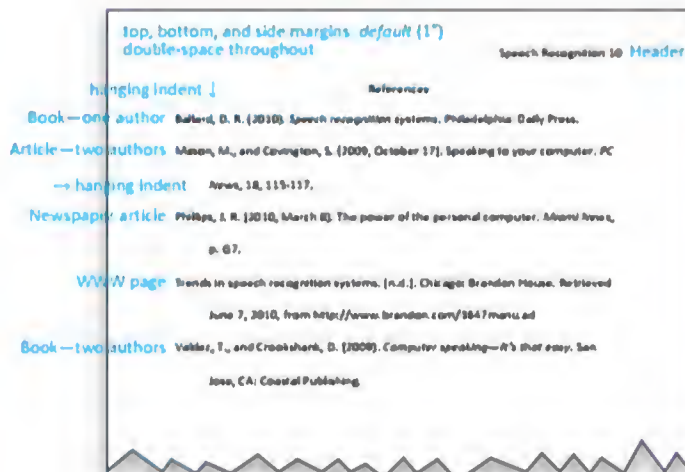 top, bottom, and side margins default (1")
double-space throughout
Speech Recognition 10 Header
hanging indent ↓ References
Book—one author Ballard, D. R. (2010). Speech recognition systems. Philadelphia: Daily Press.
Article—two authors Mason, M., and Covington, S. (2009, October 17). Speaking to your computer. PC
→ hanging indent News, 18, 115-117.
Newspaper article Phillips, J. R. (2010, March 8). The power of the personal computer. Miami News,
p. G7.
WWW page Trends in speech recognition systems. (n.d.). Chicago: Brandon House. Retrieved
June 7, 2010, from http://www.brandon.com/3847manu.ad
Book—two authors T., and Crookshank, D. (2009). Computer speaking—it's that easy. San
Jose, CA: Coastal Publishing.